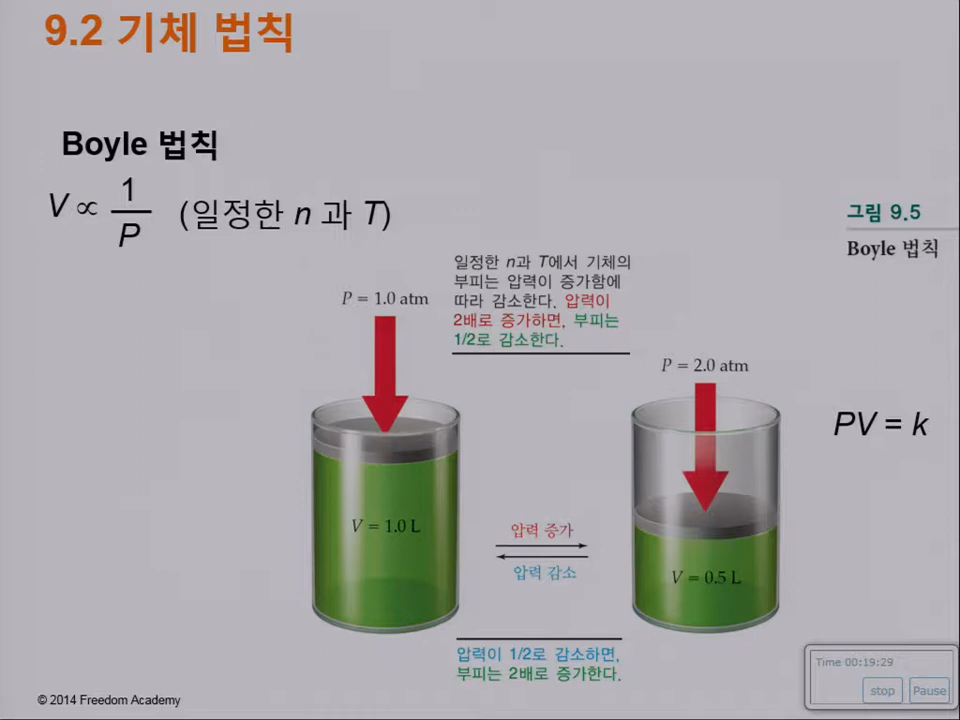 9.2 기체 법칙
Boyle 법칙
V ∝ 1/P (일정한 n 과 T)
그림 9.5
Boyle 법칙
일정한 n과 T에서 기체의
부피는 압력이 증가함에
따라 감소한다. 압력이
2배로 증가하면, 부피는
1/2로 감소한다.
P = 1.0 atm
P = 2.0 atm
PV = k
V = 1.0 L
압력 증가
압력 감소
V = 0.5 L
압력이 1/2로 감소하면,
부피는 2배로 증가한다.
Time 00:19:29
stop Pause
© 2014 Freedom Academy